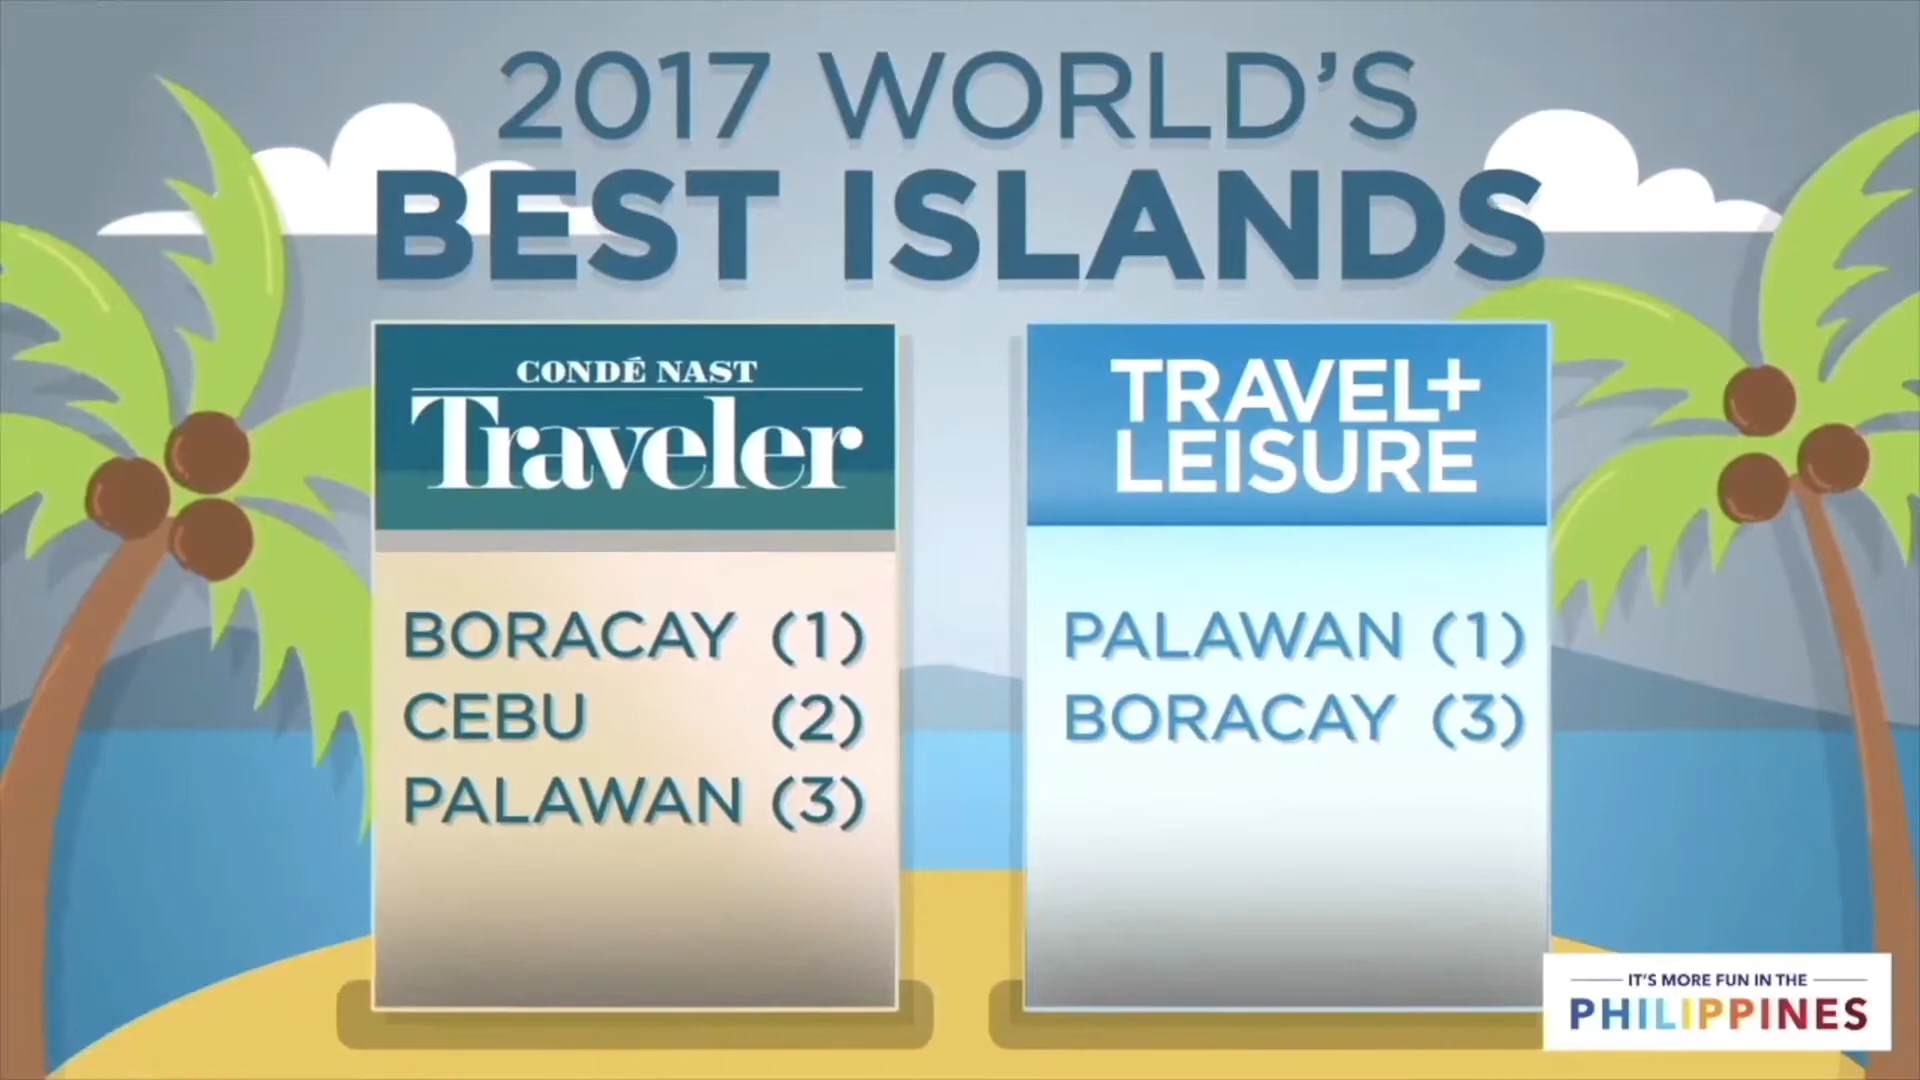 2017 WORLD'S
BEST ISLANDS
CONDÉ NAST
Traveler
BORACAY (1)
CEBU (2)
PALAWAN (3)
TRAVEL+
LEISURE
PALAWAN (1)
BORACAY (3)
IT'S MORE FUN IN THE
PHILIPPINES